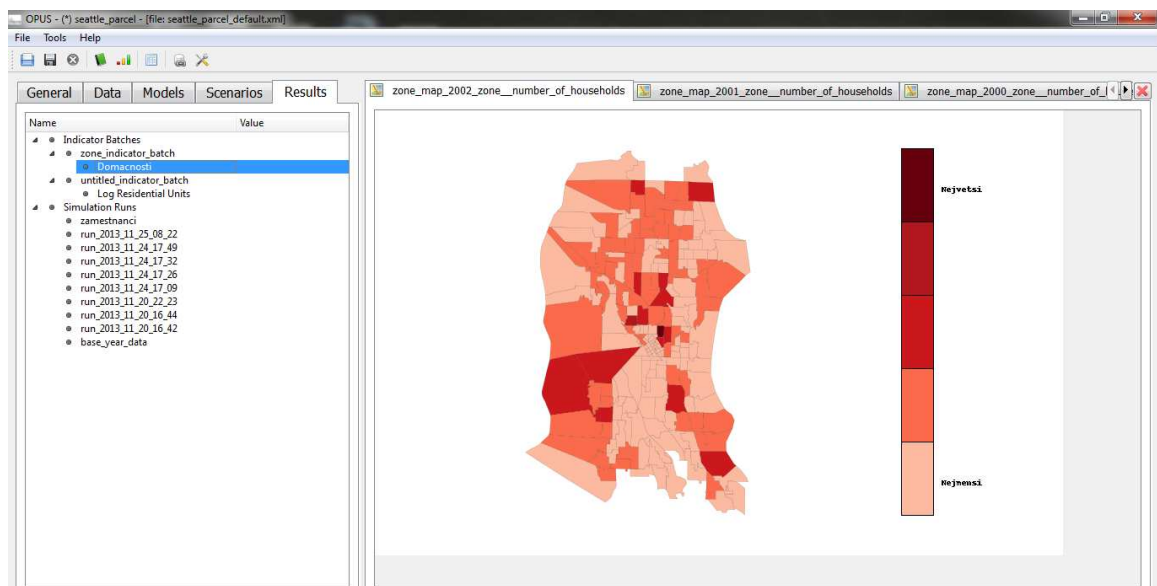 OPUS - (*) seattle_parcel - [file: seattle_parcel_default.xml]
File Tools Help
General Data Models Scenarios Results
Name Value
Indicator Batches
zone_indicator_batch
Domacnosti
untitled_indicator_batch
Log Residential Units
Simulation Runs
zamestnanci
run_2013_11_25_08_22
run_2013_11_24_17_49
run_2013_11_24_17_32
run_2013_11_24_17_26
run_2013_11_24_17_09
run_2013_11_20_22_23
run_2013_11_20_16_44
run_2013_11_20_16_42
base_year_data
zone_map_2002_zone__number_of_households zone_map_2001_zone__number_of_households zone_map_2000_zone__number_of_
Nejvetsi
Nejmensi